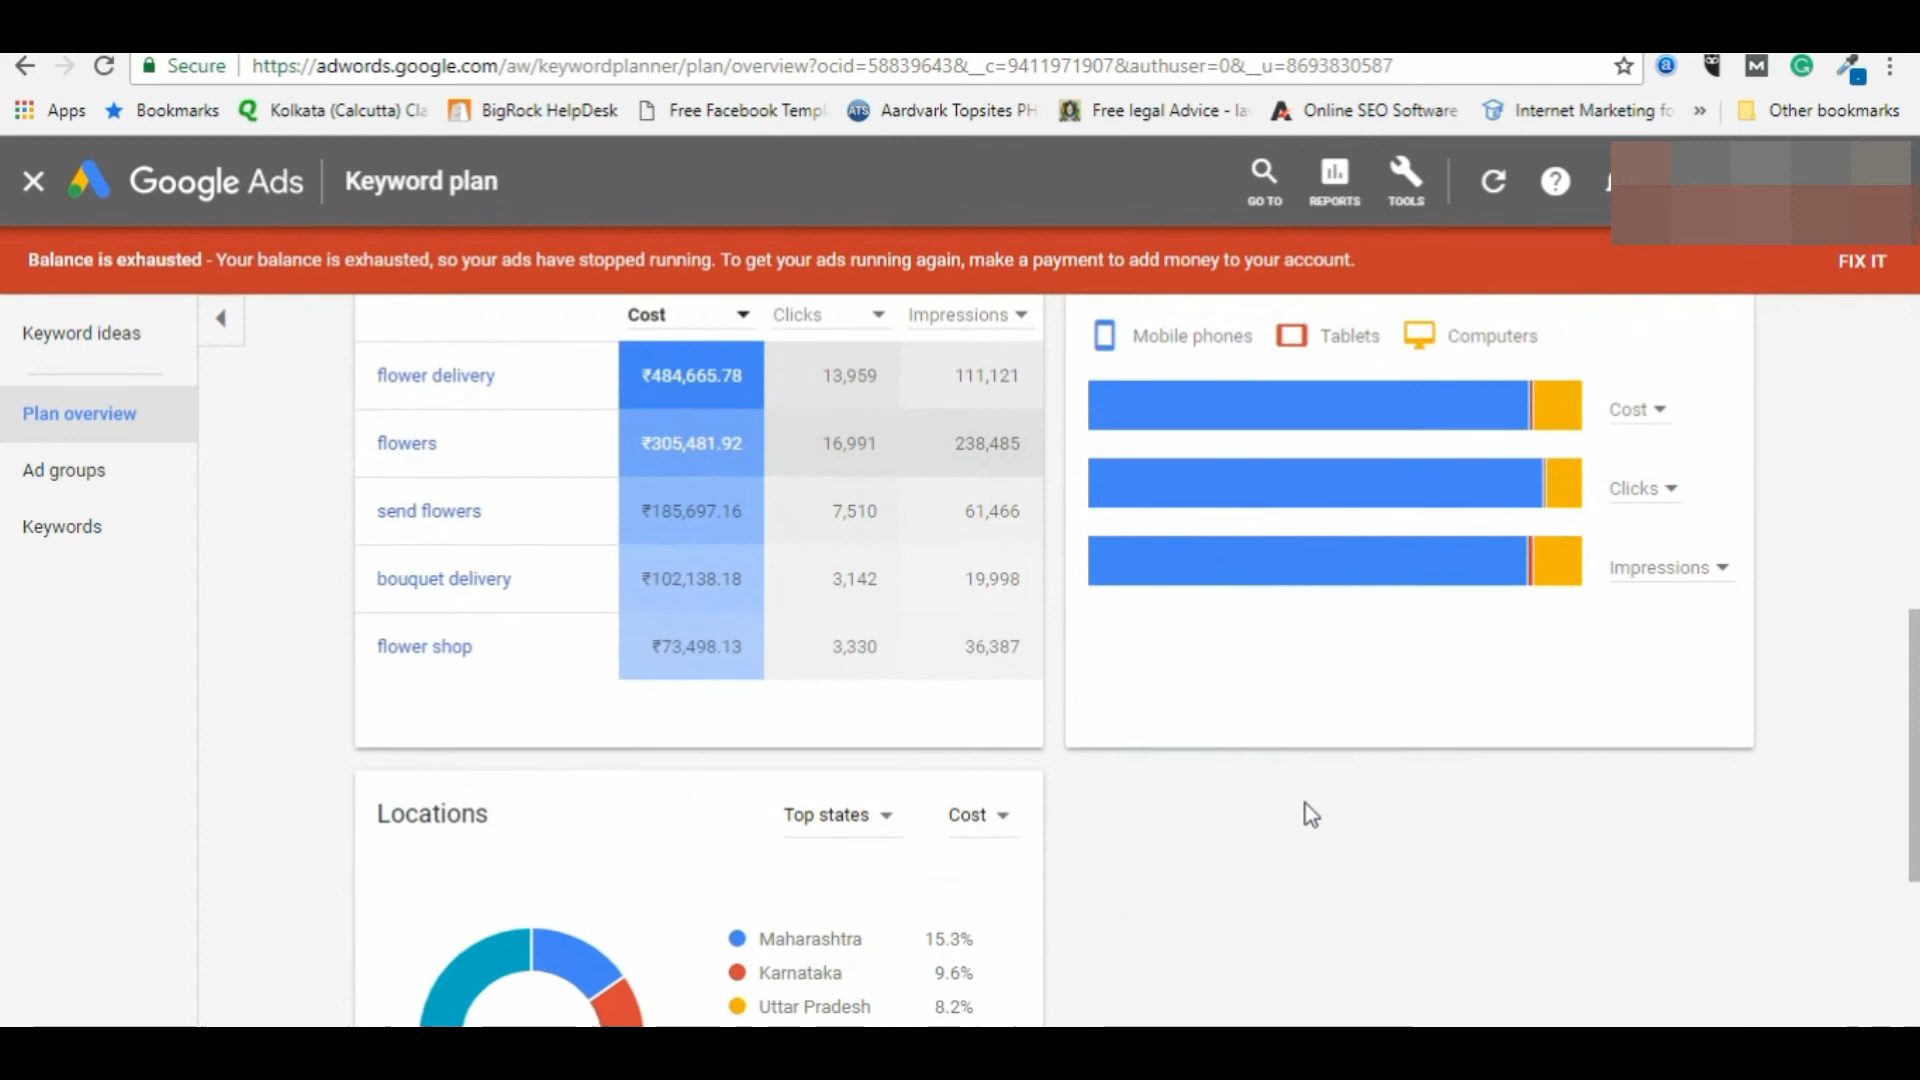 Secure https://adwords.google.com/aw/keywordplanner/plan/overview?ocid=58839643&__c=9411971907&authuser=0&__u=8693830587
Apps Bookmarks Kolkata (Calcutta) Cla BigRock HelpDesk Free Facebook Templ ATS Aardvark Topsites PH Free legal Advice - la Online SEO Software Internet Marketing fo » Other bookmarks
Google Ads Keyword plan
GO TO REPORTS TOOLS
Balance is exhausted - Your balance is exhausted, so your ads have stopped running. To get your ads running again, make a payment to add money to your account. FIX IT
Keyword ideas
Plan overview
Ad groups
Keywords
Cost Clicks Impressions
flower delivery ₹484,665.78 13,959 111,121
flowers ₹305,481.92 16,991 238,485
send flowers ₹185,697.16 7,510 61,466
bouquet delivery ₹102,138.18 3,142 19,998
flower shop ₹73,498.13 3,330 36,387
Mobile phones Tablets Computers
Cost
Clicks
Impressions
Locations Top states Cost
Maharashtra 15.3%
Karnataka 9.6%
Uttar Pradesh 8.2%